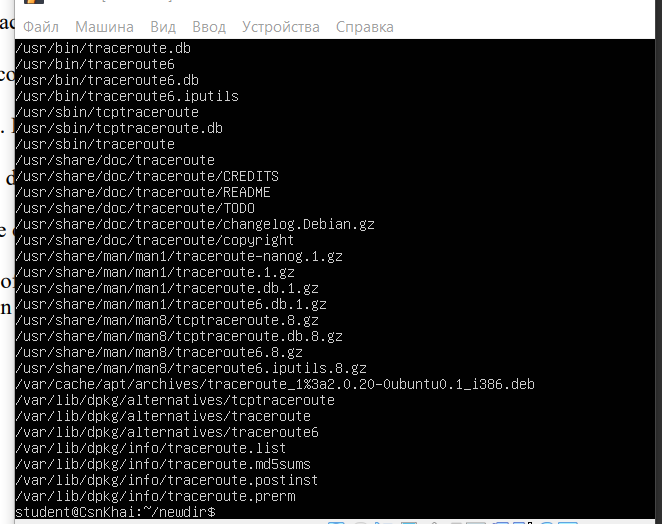 Файл Машина Вид Ввод Устройства Справка
/usr/bin/traceroute.db
/usr/bin/traceroute6
/usr/bin/traceroute6.db
/usr/bin/traceroute6.iputils
/usr/sbin/tcptraceroute
/usr/sbin/tcptraceroute.db
/usr/sbin/traceroute
/usr/share/doc/traceroute
/usr/share/doc/traceroute/CREDITS
/usr/share/doc/traceroute/README
/usr/share/doc/traceroute/TODO
/usr/share/doc/traceroute/changelog.Debian.gz
/usr/share/doc/traceroute/copyright
/usr/share/man/man1/traceroute-nanog.1.gz
/usr/share/man/man1/traceroute.1.gz
/usr/share/man/man1/traceroute.db.1.gz
/usr/share/man/man1/traceroute6.db.1.gz
/usr/share/man/man8/tcptraceroute.8.gz
/usr/share/man/man8/tcptraceroute.db.8.gz
/usr/share/man/man8/traceroute6.8.gz
/usr/share/man/man8/traceroute6.iputils.8.gz
/var/cache/apt/archives/traceroute_1%3a2.0.20-0ubuntu0.1_i386.deb
/var/lib/dpkg/alternatives/tcptraceroute
/var/lib/dpkg/alternatives/traceroute
/var/lib/dpkg/alternatives/traceroute6
/var/lib/dpkg/info/traceroute.list
/var/lib/dpkg/info/traceroute.md5sums
/var/lib/dpkg/info/traceroute.postinst
/var/lib/dpkg/info/traceroute.prerm
student@CsnKhai:~/newdir$